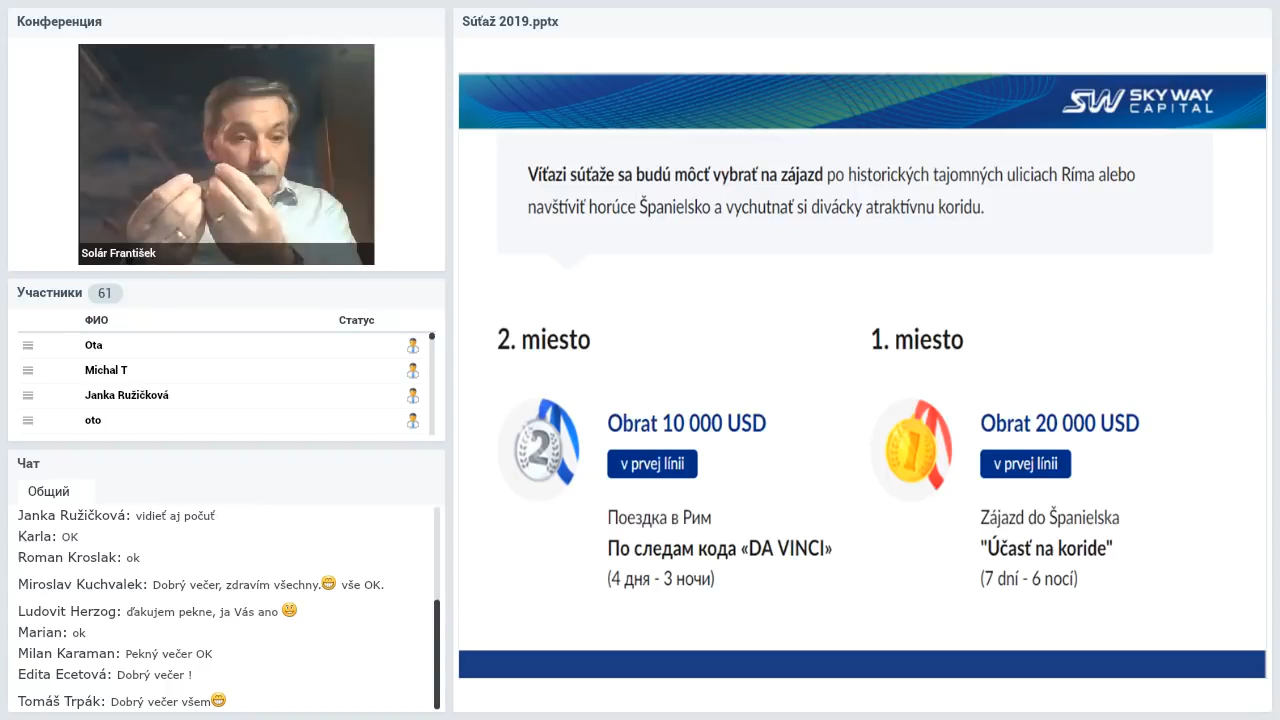 Конференция
Solár František
Участники 61
ФИО Статус
Ota
Michal T
Janka Ružičková
oto
Чат
Общий
Janka Ružičková: vidieť aj počuť
Karla: OK
Roman Kroslak: ok
Miroslav Kuchvalek: Dobrý večer, zdravím všechny.😁 vše OK.
Ludovit Herzog: ďakujem pekne, ja Vás ano 😀
Marian: ok
Milan Karaman: Pekný večer OK
Edita Ecetová: Dobrý večer !
Tomáš Trpák: Dobrý večer všem😁
Súťaž 2019.pptx
SW SKY WAY
CAPITAL
Víťazi súťaže sa budú môcť vybrať na zájazd po historických tajomných uliciach Ríma alebo
navštíviť horúce Španielsko a vychutnať si divácky atraktívnu koridu.
2. miesto
2
Obrat 10 000 USD
v prvej línii
Поездка в Рим
По следам кода «DA VINCI»
(4 дня - 3 ночи)
1. miesto
1
Obrat 20 000 USD
v prvej línii
Zájazd do Španielska
"Účasť na koride"
(7 dní - 6 nocí)